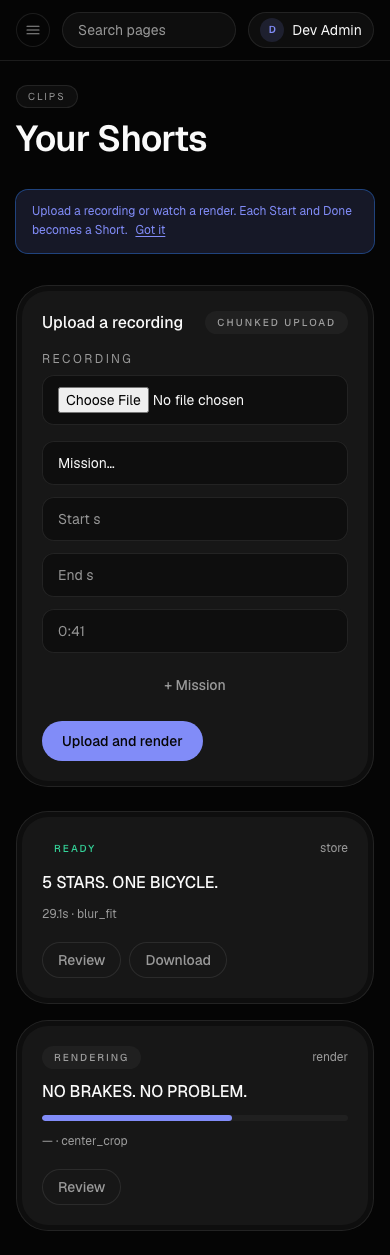 Search pages
D
Dev Admin
CLIPS
Your Shorts
Upload a recording or watch a render. Each Start and Done
becomes a Short. Got it
Upload a recording
CHUNKED UPLOAD
RECORDING
Choose File No file chosen
Mission…
Start s
End s
0:41
+ Mission
Upload and render
READY
store
5 STARS. ONE BICYCLE.
29.1s · blur_fit
Review
Download
RENDERING
render
NO BRAKES. NO PROBLEM.
— · center_crop
Review